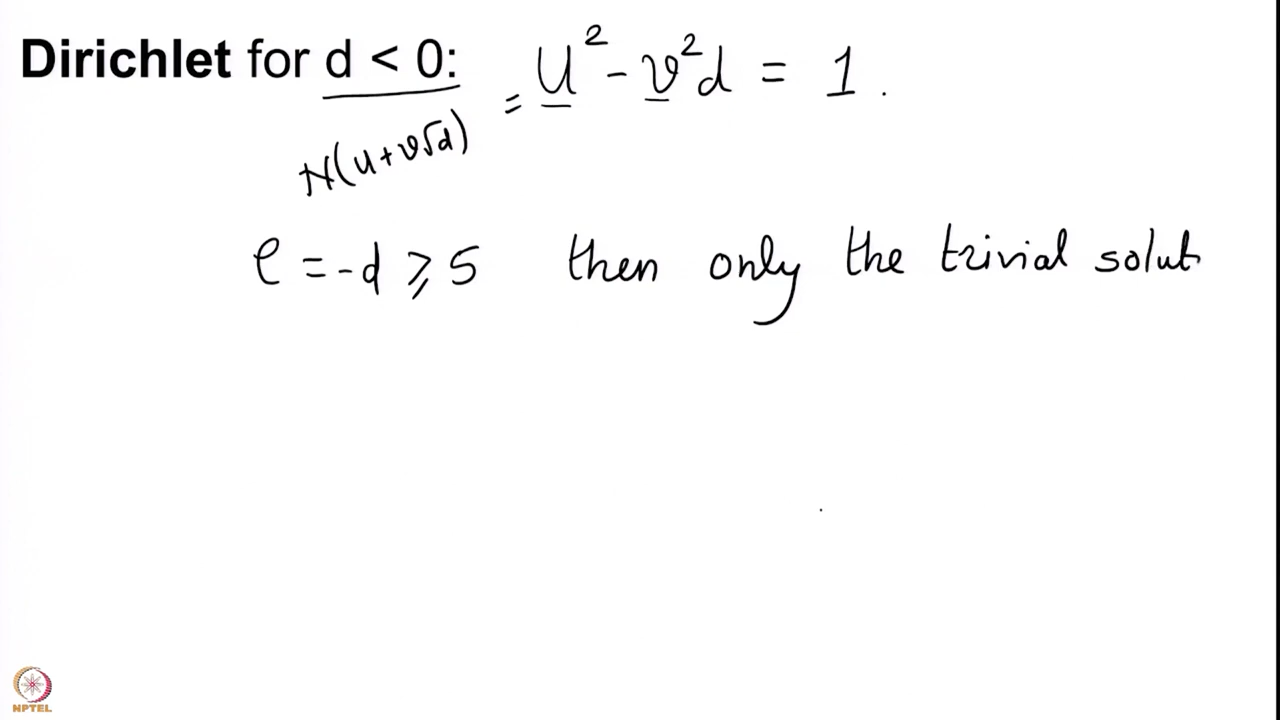 Dirichlet for d < 0: = u² - v²d = 1.
N(u+v√d)
e = -d ⩾ 5 then only the trivial solut
NPTEL